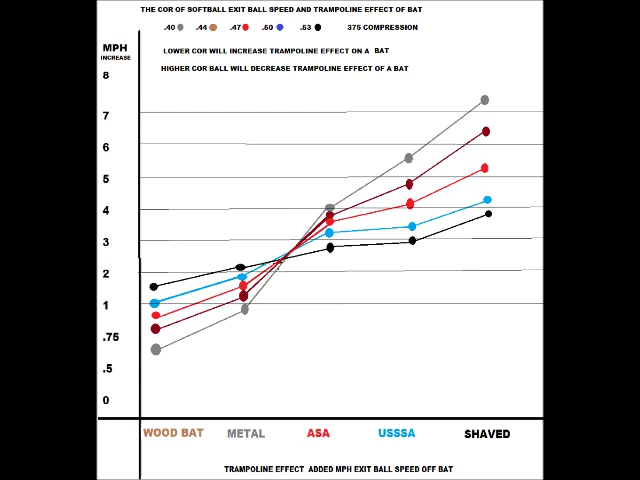 THE COR OF SOFTBALL EXIT BALL SPEED AND TRAMPOLINE EFFECT OF BAT
.40 .44 .47 .50 .53 375 COMPRESSION
LOWER COR WILL INCREASE TRAMPOLINE EFFECT ON A BAT
HIGHER COR BALL WILL DECREASE TRAMPOLINE EFFECT OF A BAT
MPH
INCREASE
8
7
6
5
4
3
2
1
.75
.5
0
WOOD BAT METAL ASA USSSA SHAVED
TRAMPOLINE EFFECT ADDED MPH EXIT BALL SPEED OFF BAT